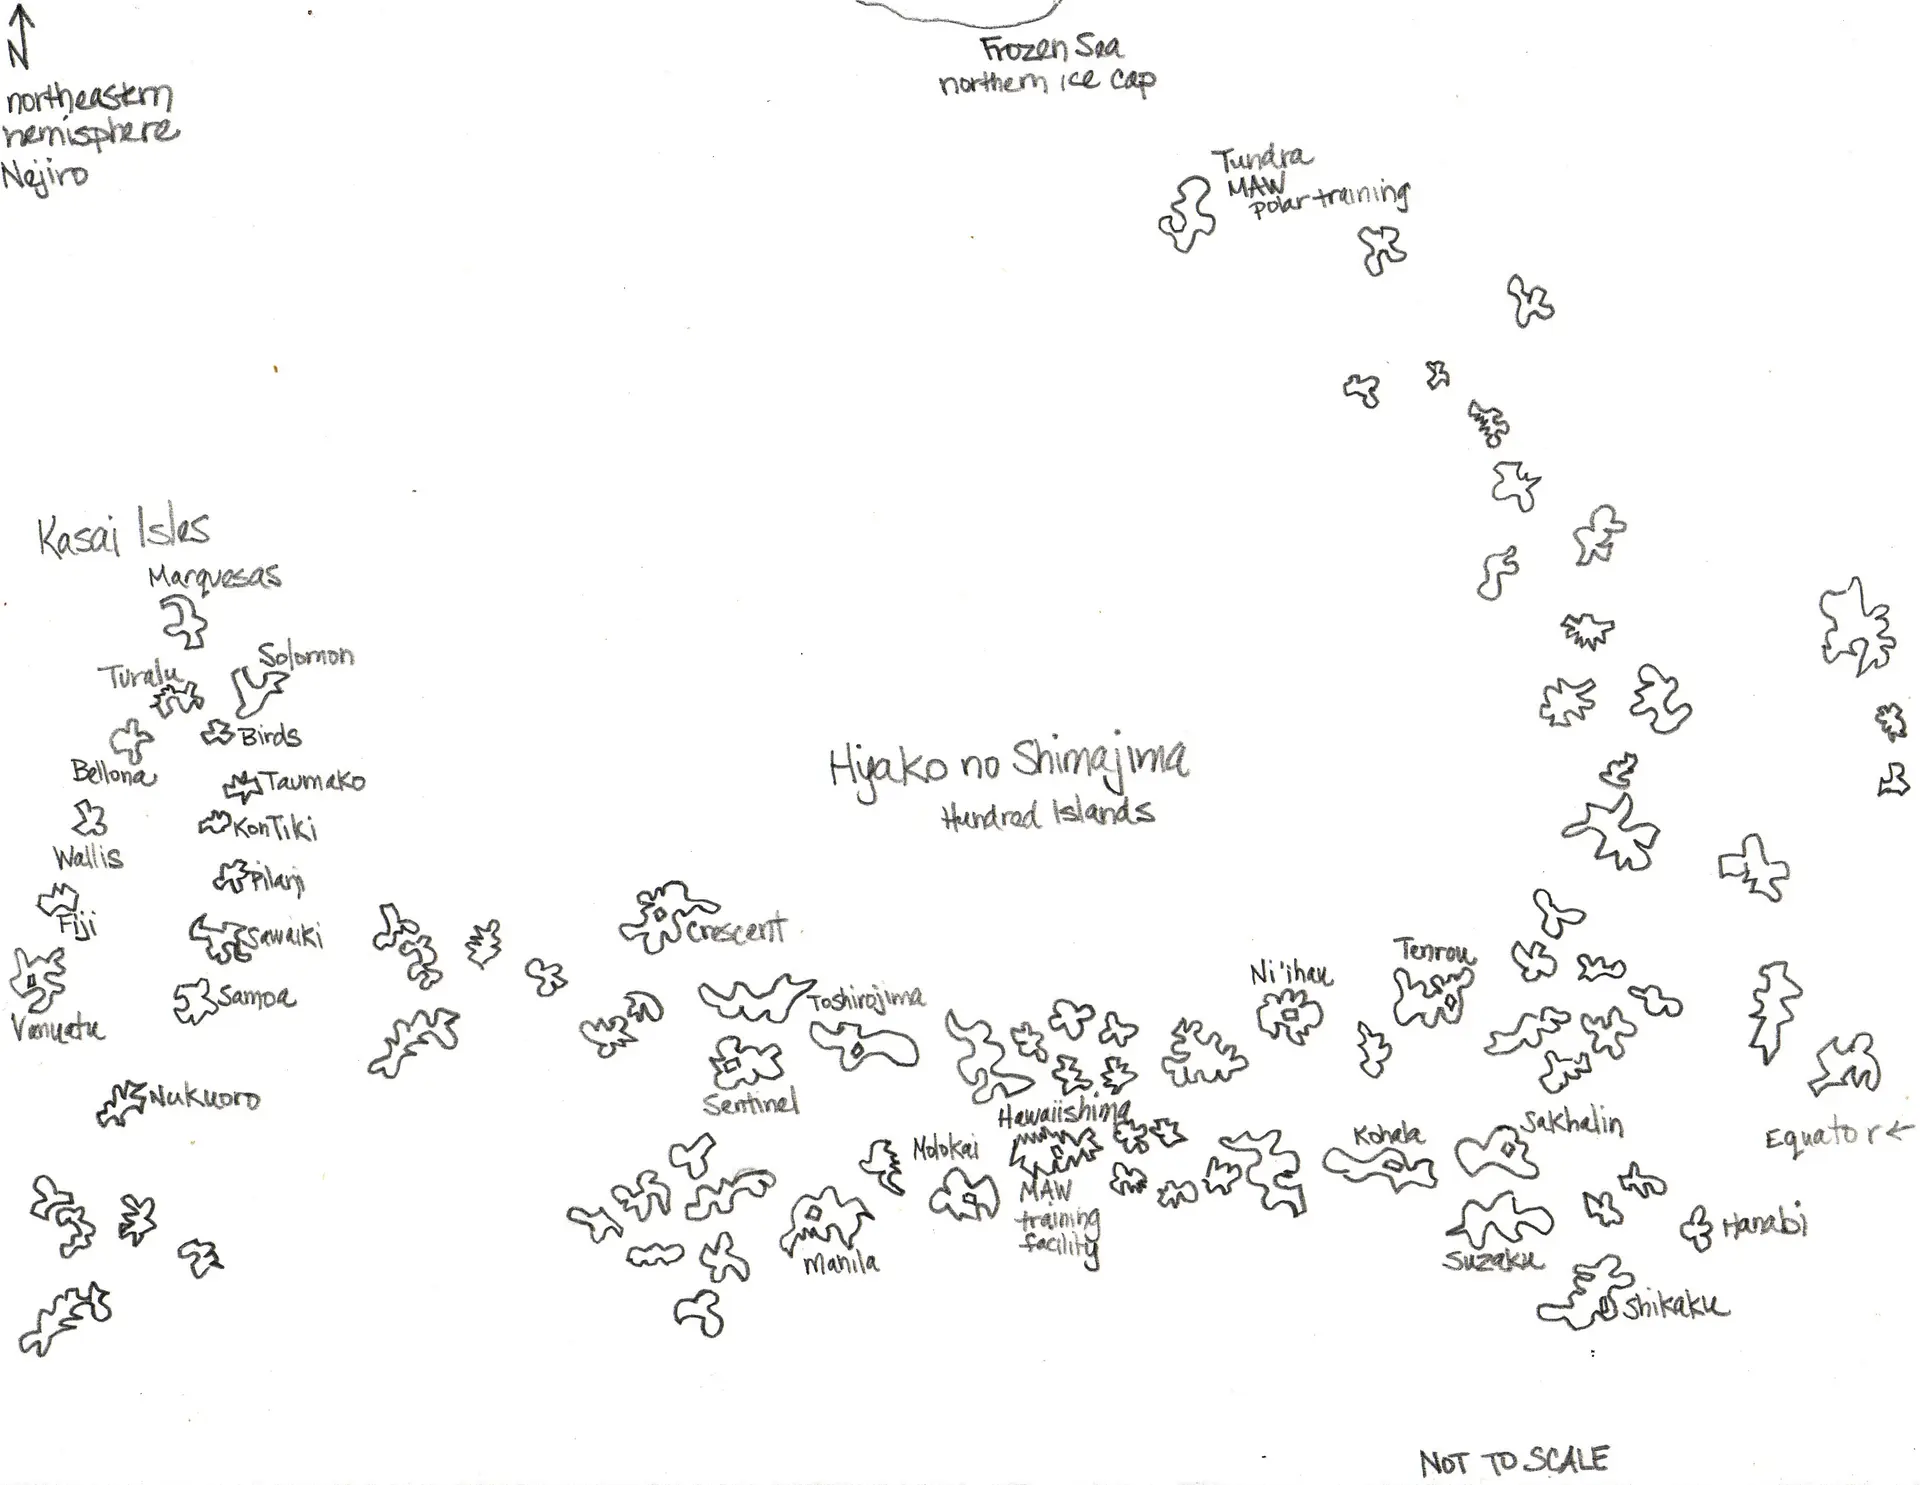 N
northeastern
hemisphere
Nejiro
Frozen Sea
northern ice cap
Tundra
MAW
polar training
Kasai Isles
Marquesas
Solomon
Turalu
Birds
Bellona
Taumako
KonTiki
Wallis
Pilani
Fiji
Sawaiki
Samoa
Vanuatu
Nukuoro
Hyako no Shimajima
Hundred Islands
Crescent
Toshirojima
Sentinel
Ni'ihau
Tenrou
Hawaiishima
MAW
training
facility
Molokai
Manila
Kohala
Sakhalin
Equator ←
Suzaku
Hanabi
Shikaku
NOT TO SCALE